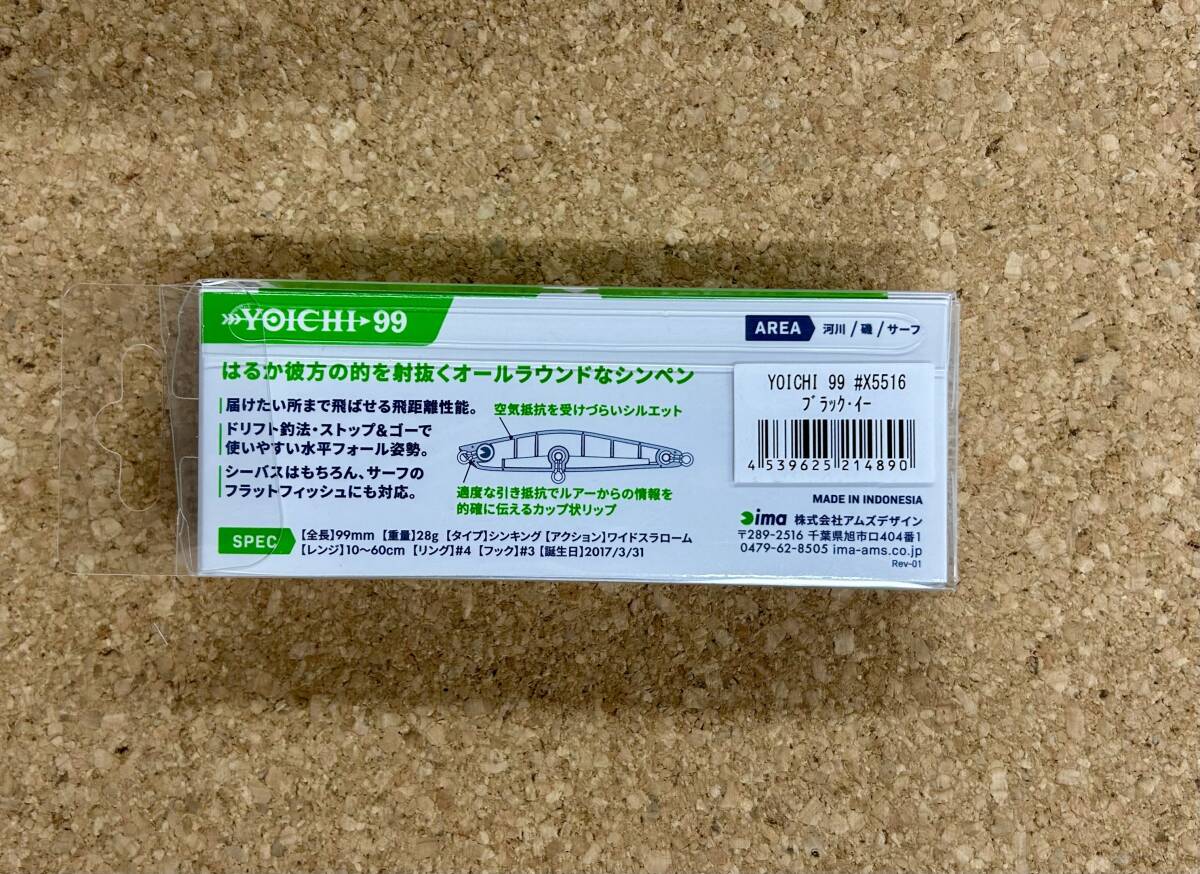 YOICHI 99
AREA 河川 / 磯 / サーフ
はるか彼方の的を射抜くオールラウンドなシンペン
届けたい所まで飛ばせる飛距離性能。
ドリフト釣法・ストップ&ゴーで
使いやすい水平フォール姿勢。
シーバスはもちろん、サーフの
フラットフィッシュにも対応。
空気抵抗を受けづらいシルエット
適度な引き抵抗でルアーからの情報を
的確に伝えるカップ状リップ
YOICHI 99 #X5516
ブラック・イー
4 539625 214890
SPEC 【全長】99mm 【重量】28g 【タイプ】シンキング 【アクション】ワイドスラローム
【レンジ】10〜60cm 【リング】#4 【フック】#3 【誕生日】2017/3/31
MADE IN INDONESIA
ima 株式会社アムズデザイン
〒289-2516 千葉県旭市ロ404番1
0479-62-8505 ima-ams.co.jp
Rev-01